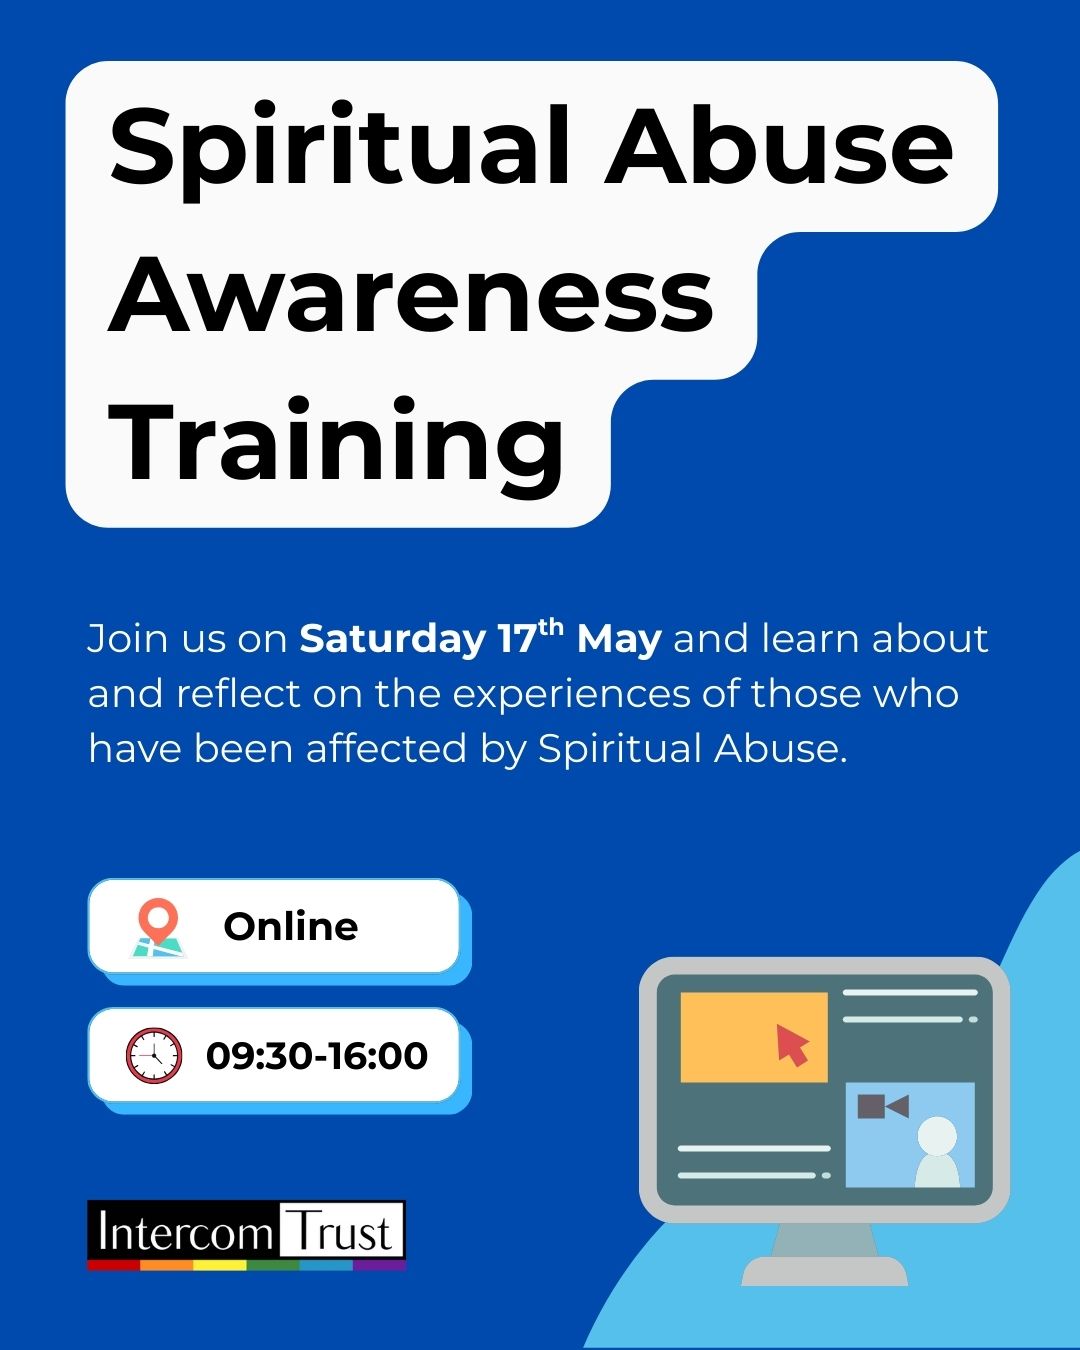 Spiritual Abuse
Awareness
Training
Join us on Saturday 17th May and learn about
and reflect on the experiences of those who
have been affected by Spiritual Abuse.
Online
09:30-16:00
Intercom Trust